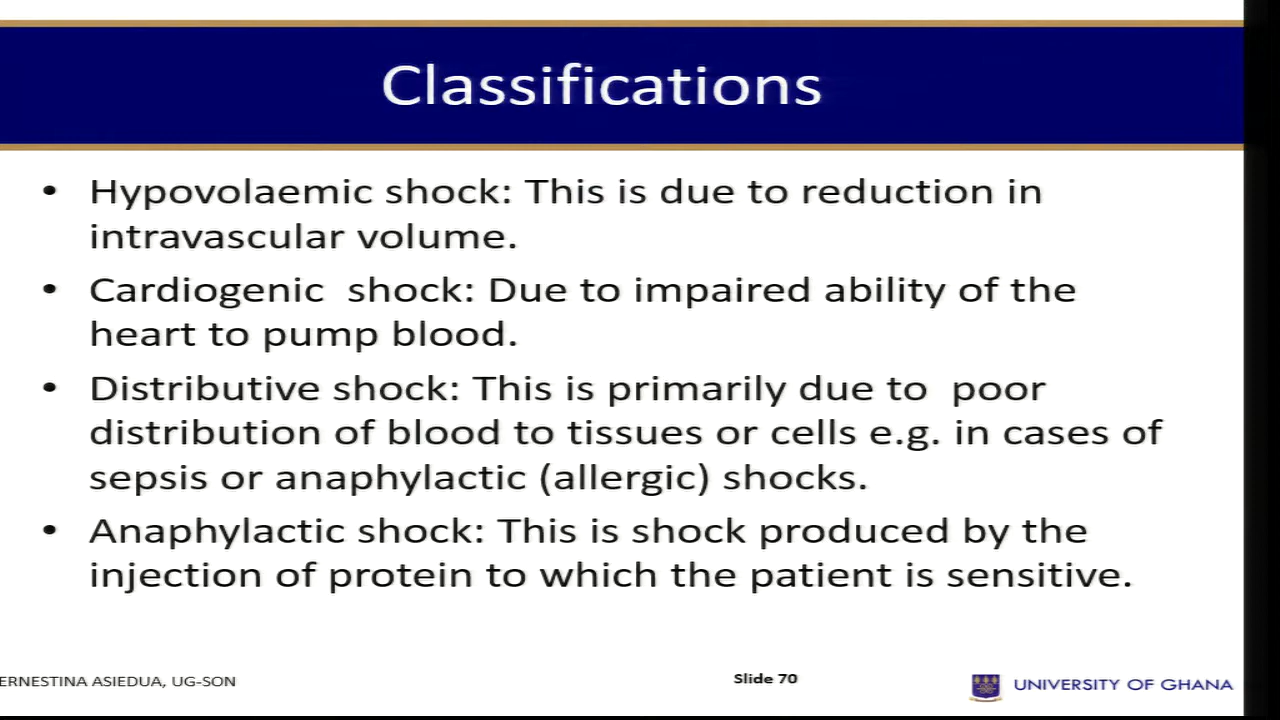 Classifications
• Hypovolaemic shock: This is due to reduction in
intravascular volume.
• Cardiogenic shock: Due to impaired ability of the
heart to pump blood.
• Distributive shock: This is primarily due to poor
distribution of blood to tissues or cells e.g. in cases of
sepsis or anaphylactic (allergic) shocks.
• Anaphylactic shock: This is shock produced by the
injection of protein to which the patient is sensitive.
ERNESTINA ASIEDUA, UG-SON
Slide 70
UNIVERSITY OF GHANA